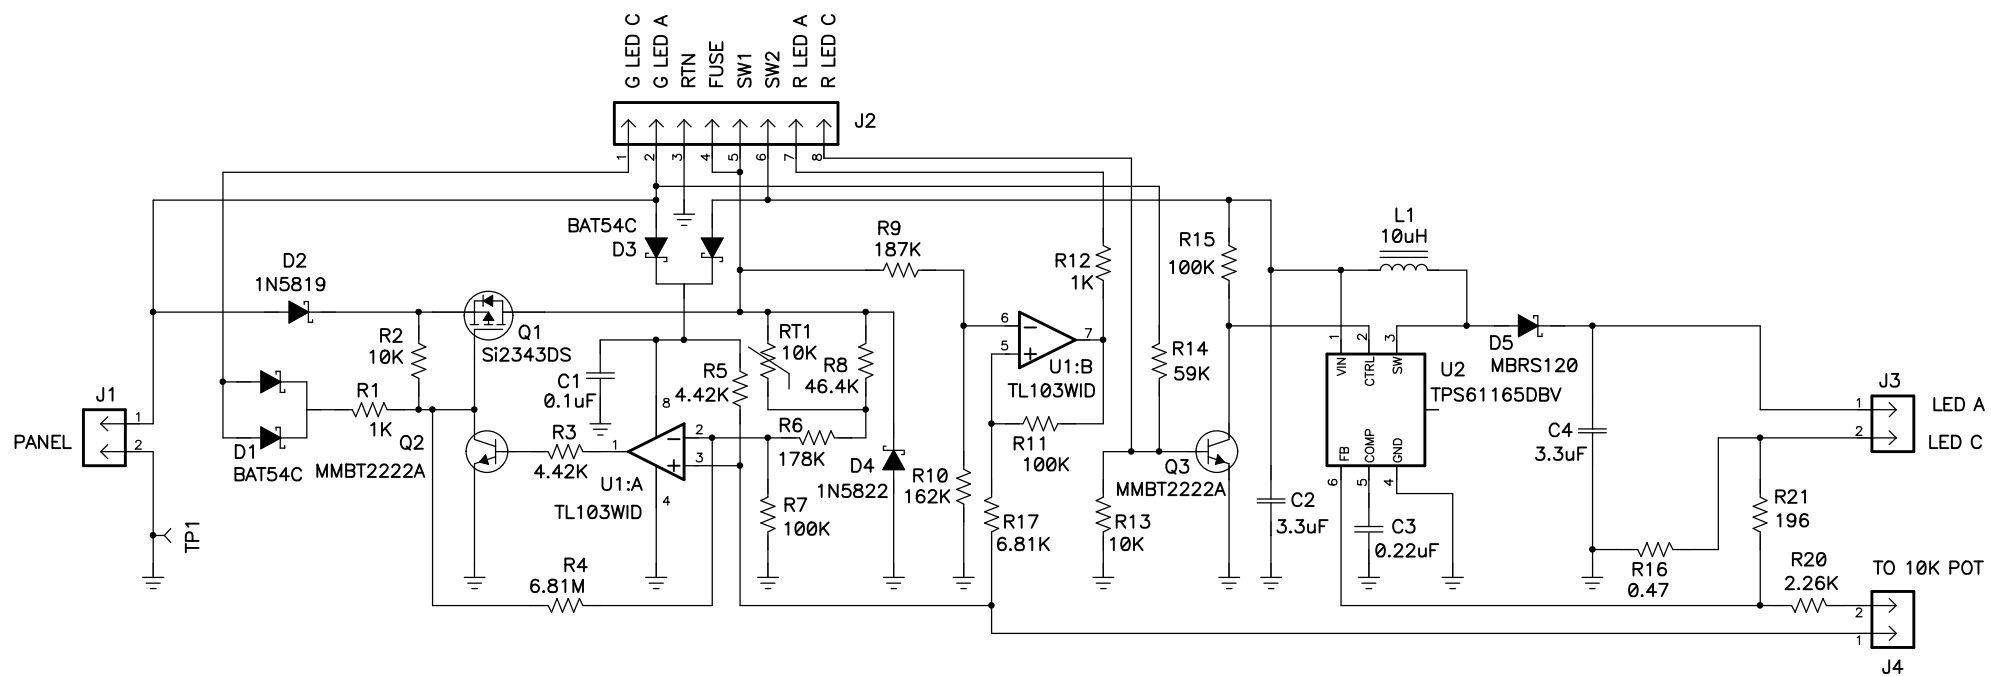 G LED C
G LED A
RTN
FUSE
SW1
SW2
R LED A
R LED C
J2
1
2
3
4
5
6
7
8
BAT54C
D3
R9
187K
L1
10uH
R15
100K
R12
1K
D2
1N5819
R2
10K
Q1
Si2343DS
RT1
10K
R8
46.4K
R5
4.42K
C1
0.1uF
6
5
7
U1:B
TL103WID
R14
59K
1
2
3
VIN
CTRL
SW
U2
TPS61165DBV
FB
COMP
GND
6
5
4
D5
MBRS120
J1
1
2
PANEL
R1
1K
D1
BAT54C
Q2
MMBT2222A
R3
4.42K
8
1
2
3
4
U1:A
TL103WID
R6
178K
R7
100K
D4
1N5822
R10
162K
R11
100K
R17
6.81K
R13
10K
Q3
MMBT2222A
C2
3.3uF
C3
0.22uF
C4
3.3uF
J3
1
2
LED A
LED C
R21
196
R16
0.47
R20
2.26K
TO 10K POT
2
1
J4
TP1
R4
6.81M